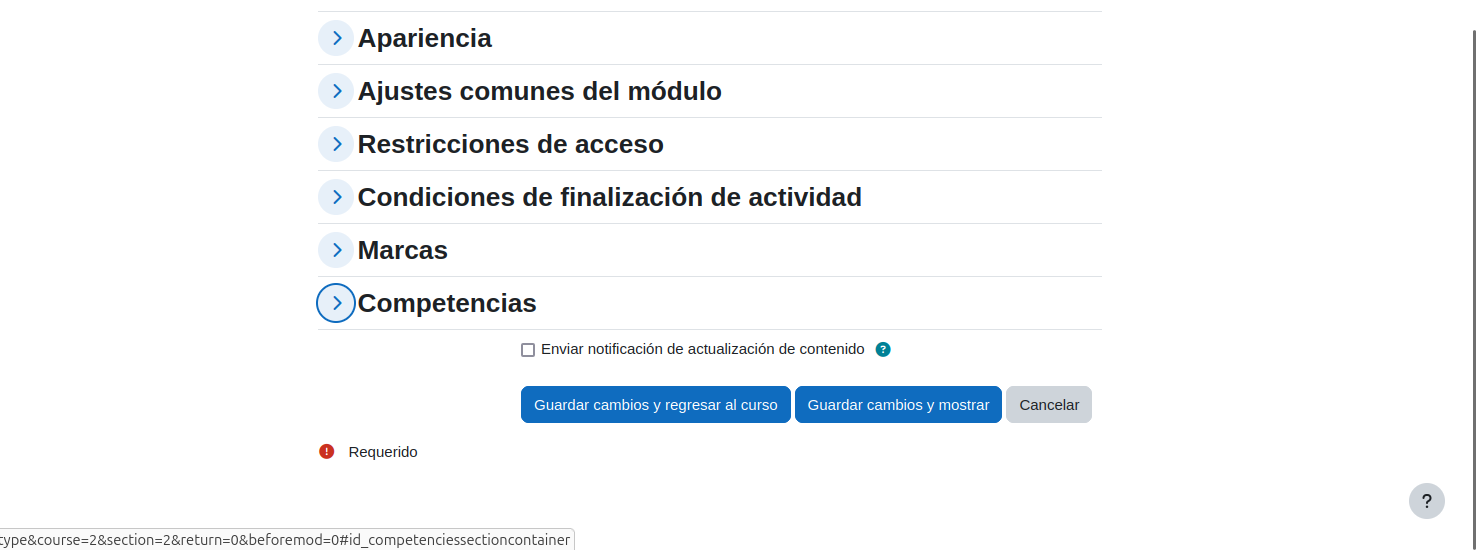 Apariencia
Ajustes comunes del módulo
Restricciones de acceso
Condiciones de finalización de actividad
Marcas
Competencias
Enviar notificación de actualización de contenido ?
Guardar cambios y regresar al curso Guardar cambios y mostrar Cancelar
! Requerido
?
type&course=2&section=2&return=0&beforemod=0#id_competenciessectioncontainer